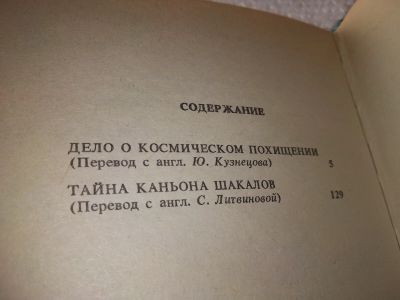 СОДЕРЖАНИЕ
ДЕЛО О КОСМИЧЕСКОМ ПОХИЩЕНИИ
(Перевод с англ. Ю. Кузнецова) 5
ТАЙНА КАНЬОНА ШАКАЛОВ
(Перевод с англ. С. Литвиновой) 129